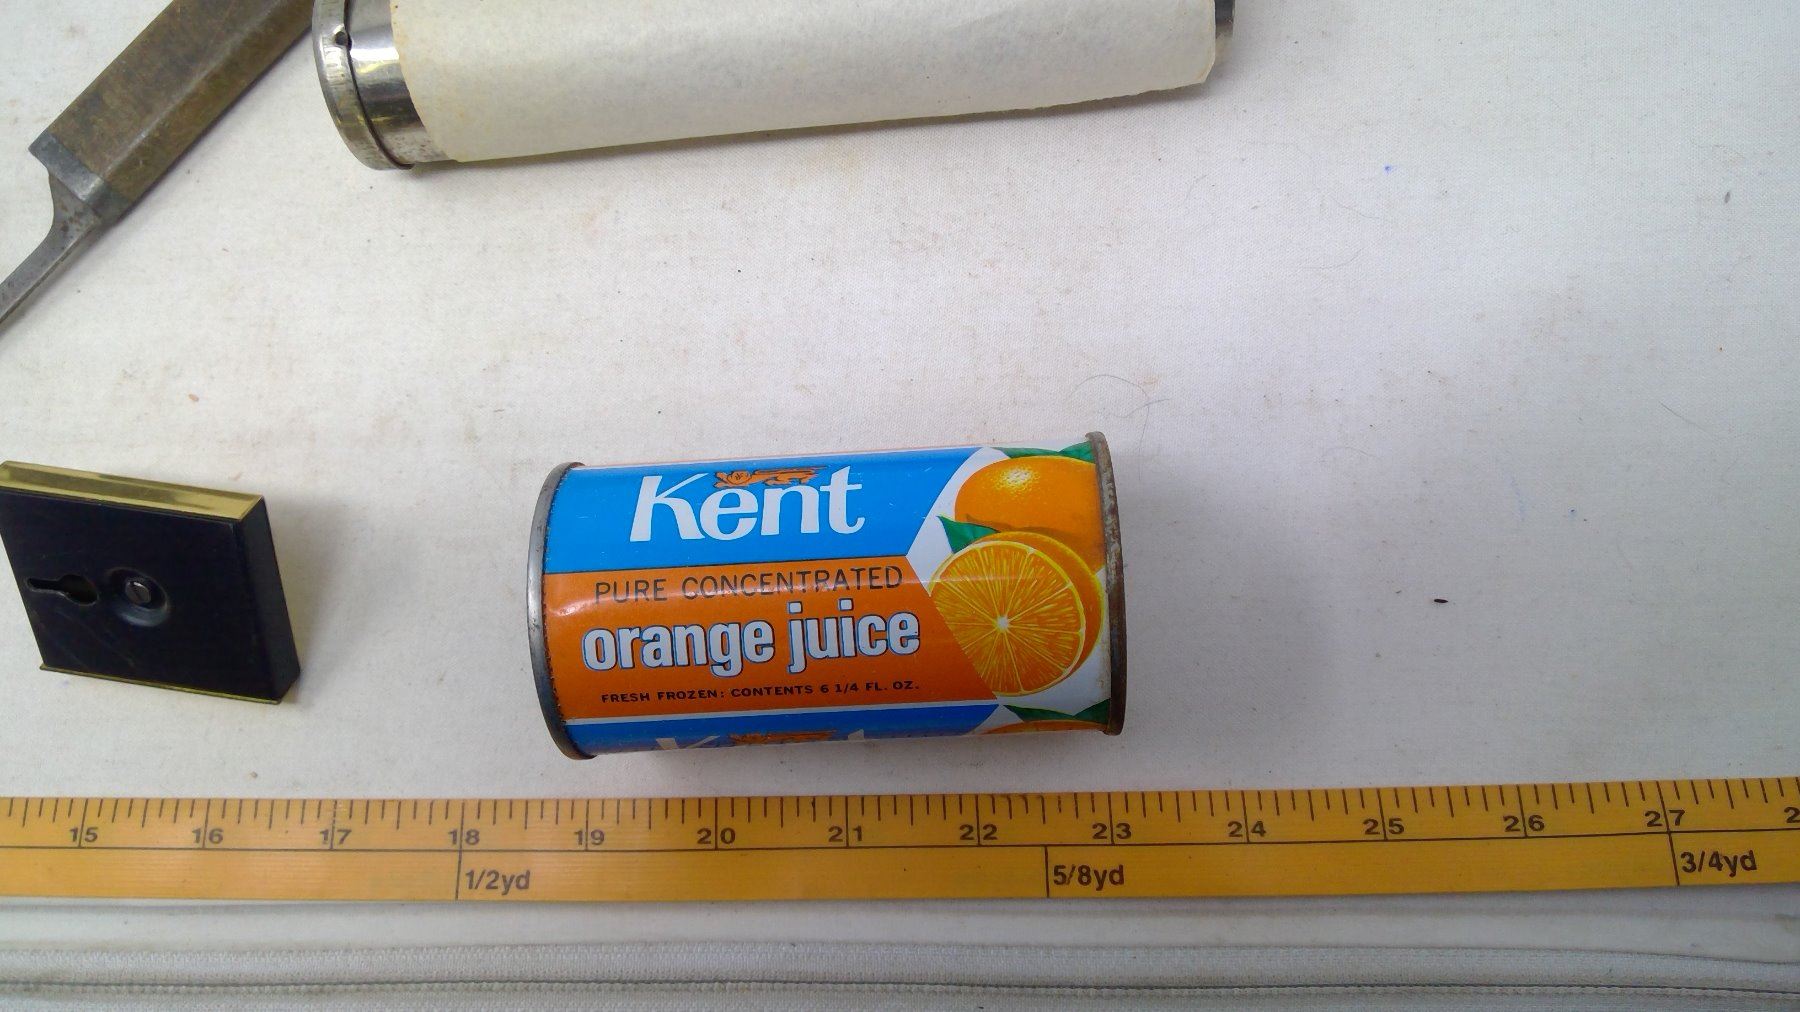 Kent
PURE CONCENTRATED
orange juice
FRESH FROZEN: CONTENTS 6 1/4 FL. OZ.
15 16 17 18 19 20 21 22 23 24 25 26 27
1/2yd 5/8yd 3/4yd